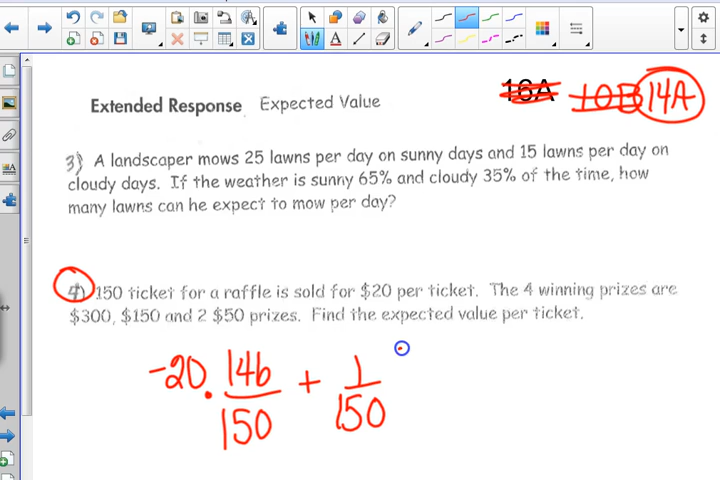 16A 10B 14A
Extended Response Expected Value
3) A landscaper mows 25 lawns per day on sunny days and 15 lawns per day on
cloudy days. If the weather is sunny 65% and cloudy 35% of the time, how
many lawns can he expect to mow per day?
4) 150 ticket for a raffle is sold for $20 per ticket. The 4 winning prizes are
$300, $150 and 2 $50 prizes. Find the expected value per ticket.
-20 · 146/150 + 1/150